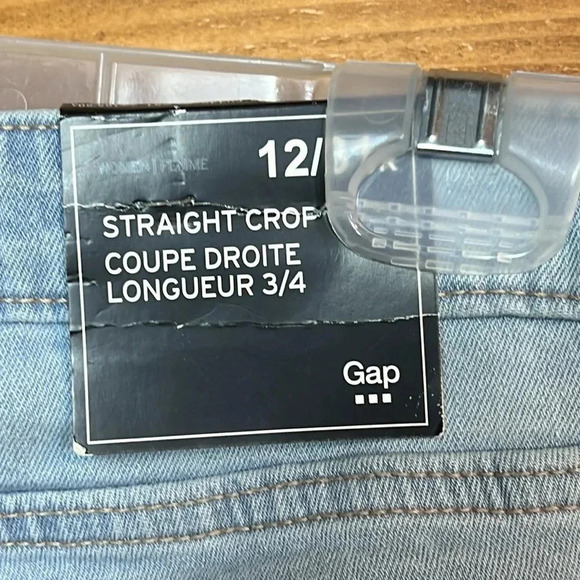 WOMEN | FEMME
12/
STRAIGHT CROP
COUPE DROITE
LONGUEUR 3/4
Gap